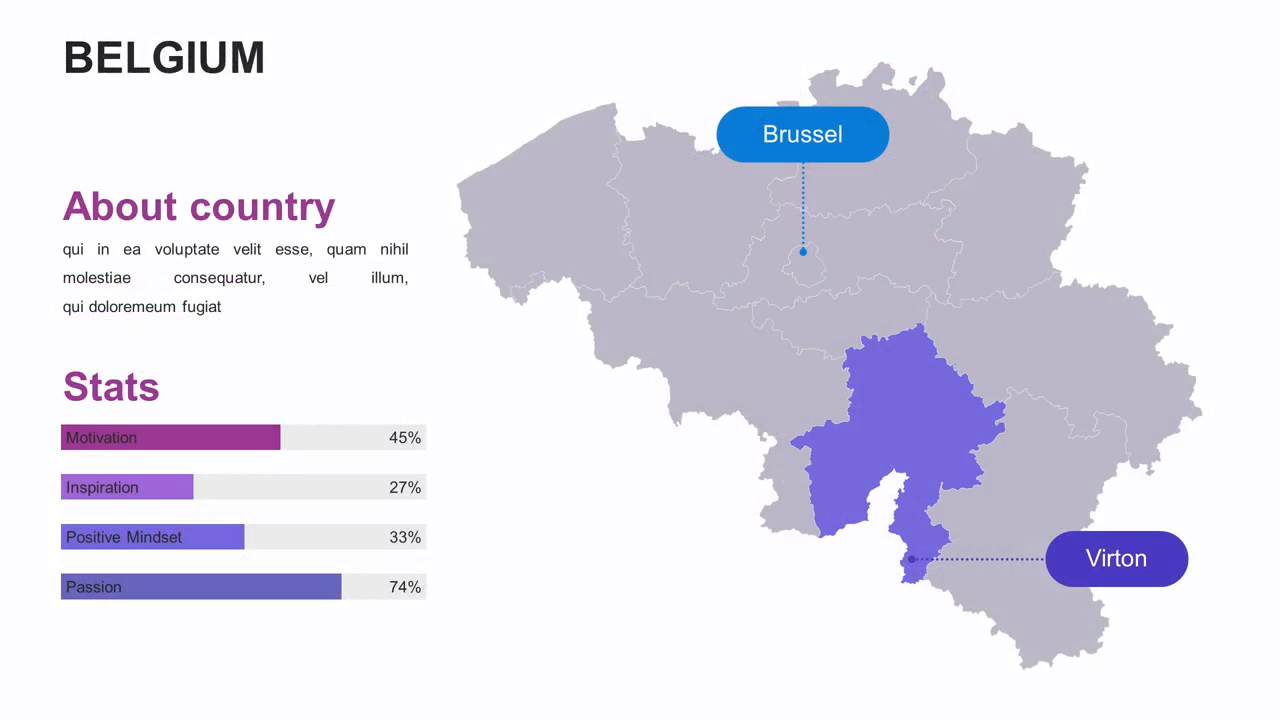 BELGIUM
About country
qui in ea voluptate velit esse, quam nihil
molestiae consequatur, vel illum,
qui doloremeum fugiat
Stats
Motivation 45%
Inspiration 27%
Positive Mindset 33%
Passion 74%
Brussel
Virton